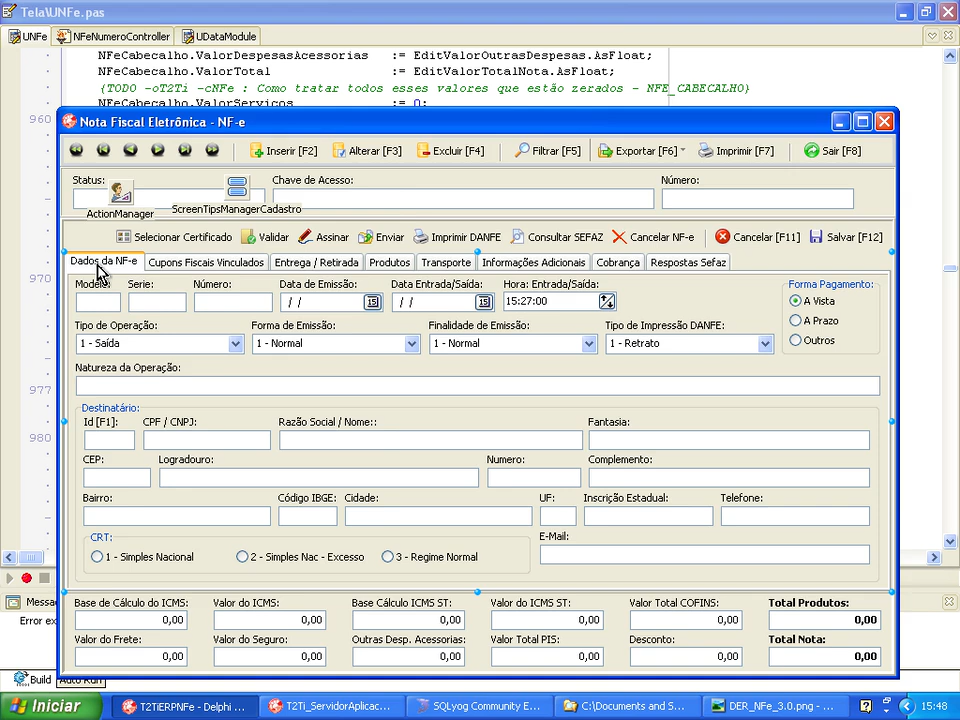 Tela\UNFe.pas
UNFe NFeNumeroController UDataModule
NFeCabecalho.ValorDespesasAcessorias := EditValorOutrasDespesas.AsFloat;
NFeCabecalho.ValorTotal := EditValorTotalNota.AsFloat;
{TODO -oT2Ti -cNFe : Como tratar todos esses valores que estão zerados - NFE_CABECALHO}
960 NFeCabecalho.ValorServicos := 0;
Nota Fiscal Eletrônica - NF-e
Inserir [F2] Alterar [F3] Excluir [F4] Filtrar [F5] Exportar [F6] Imprimir [F7] Sair [F8]
Status: Chave de Acesso: Número:
ActionManager ScreenTipsManagerCadastro
Selecionar Certificado Validar Assinar Enviar Imprimir DANFE Consultar SEFAZ Cancelar NF-e Cancelar [F11] Salvar [F12]
Dados da NF-e Cupons Fiscais Vinculados Entrega / Retirada Produtos Transporte Informações Adicionais Cobrança Respostas Sefaz
970
Modelo: Serie: Número: Data de Emissão: Data Entrada/Saída: Hora: Entrada/Saída: Forma Pagamento:
/ / 15 / / 15 15:27:00 A Vista
A Prazo
Tipo de Operação: Forma de Emissão: Finalidade de Emissão: Tipo de Impressão DANFE:
1 - Saída 1 - Normal 1 - Normal 1 - Retrato Outros
Natureza da Operação:
977
Destinatário:
Id [F1]: CPF / CNPJ: Razão Social / Nome:: Fantasia:
980
CEP: Logradouro: Numero: Complemento:
Bairro: Código IBGE: Cidade: UF: Inscrição Estadual: Telefone:
CRT: E-Mail:
1 - Simples Nacional 2 - Simples Nac - Excesso 3 - Regime Normal
Base de Cálculo do ICMS: Valor do ICMS: Base Cálculo ICMS ST: Valor do ICMS ST: Valor Total COFINS: Total Produtos:
0,00 0,00 0,00 0,00 0,00 0,00
Valor do Frete: Valor do Seguro: Outras Desp. Acessorias: Valor Total PIS: Desconto: Total Nota:
0,00 0,00 0,00 0,00 0,00 0,00
Error ex
Build Auto Run
Iniciar T2TiERPNFe - Delphi ... T2Ti_ServidorAplicac... SQLyog Community E... C:\Documents and S... DER_NFe_3.0.png - ... 15:48